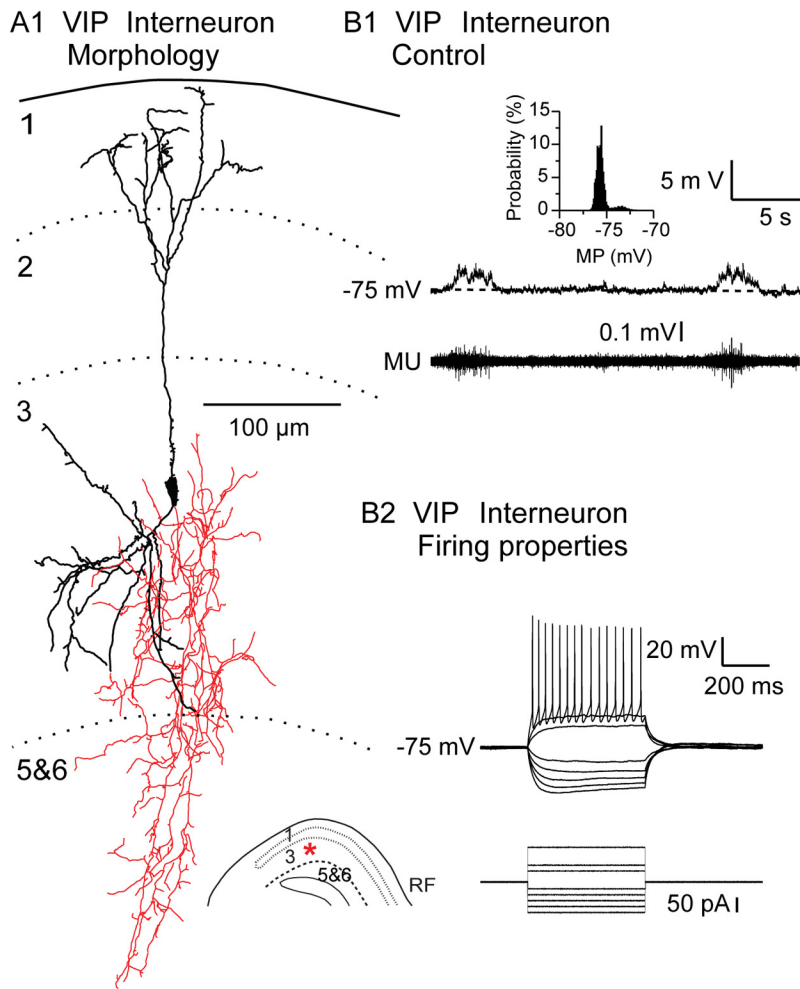 A1 VIP Interneuron
Morphology
1
2
3
100 µm
5&6
1
3
*
5&6
RF
B1 VIP Interneuron
Control
Probability (%)
15
10
5
0
-80 -75 -70
MP (mV)
5 m V
5 s
-75 mV
0.1 mV
MU
B2 VIP Interneuron
Firing properties
20 mV
200 ms
-75 mV
50 pA